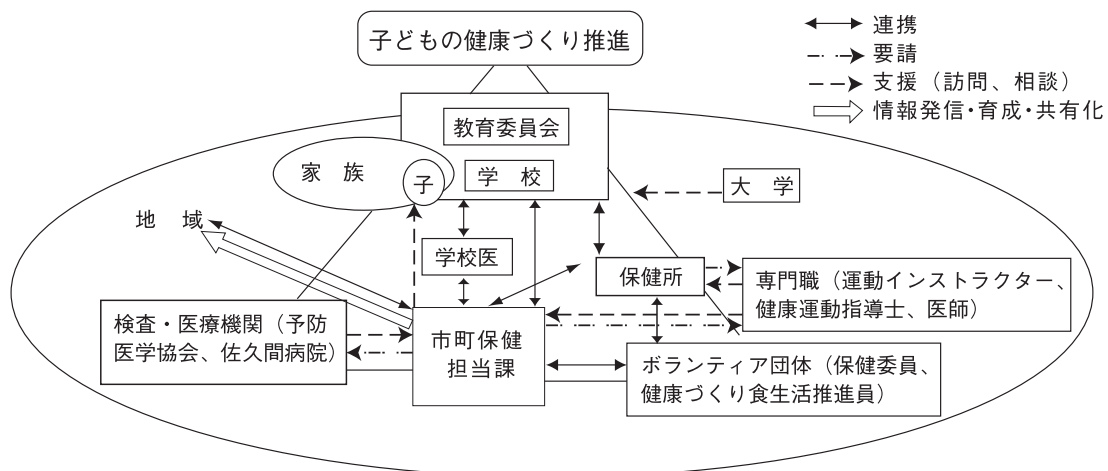 子どもの健康づくり推進
連携
要請
支援（訪問、相談）
情報発信・育成・共有化
教育委員会
家　族
子
学　校
大　学
地　域
学校医
保健所
専門職（運動インストラクター、
健康運動指導士、医師）
検査・医療機関（予防
医学協会、佐久間病院）
市町保健
担当課
ボランティア団体（保健委員、
健康づくり食生活推進員）